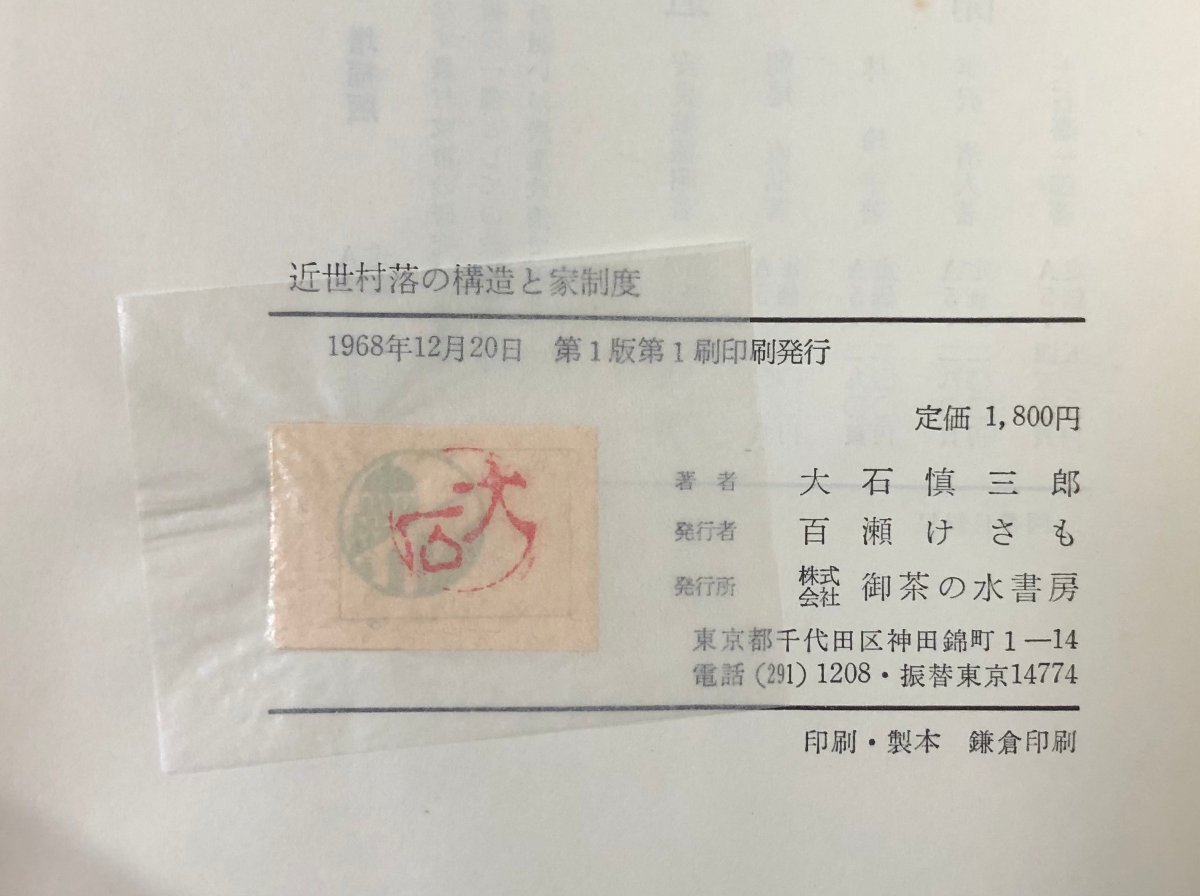 近世村落の構造と家制度
1968年12月20日　第1版第1刷印刷発行
定価 1,800円
大石
著者　大石慎三郎
発行者　百瀬けさも
発行所　株式会社　御茶の水書房
東京都千代田区神田錦町1—14
電話(291)1208・振替東京14774
印刷・製本　鎌倉印刷